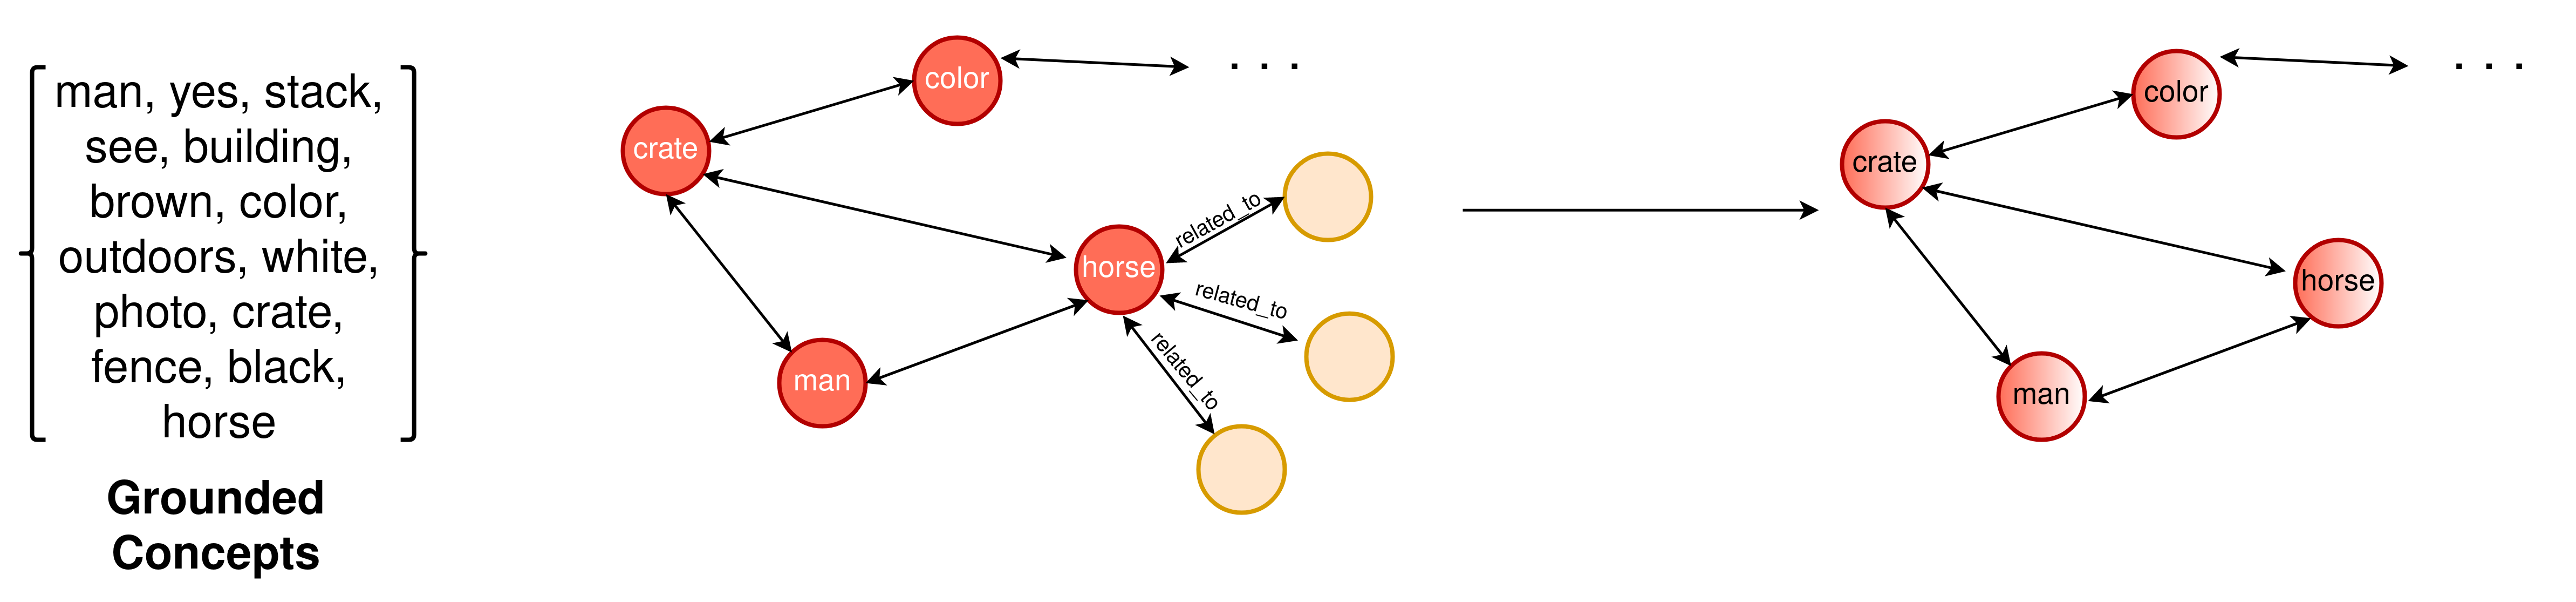 man, yes, stack,
see, building,
brown, color,
outdoors, white,
photo, crate,
fence, black,
horse
Grounded
Concepts
color
. . .
crate
related_to
horse
related_to
related_to
man
color
. . .
crate
horse
man